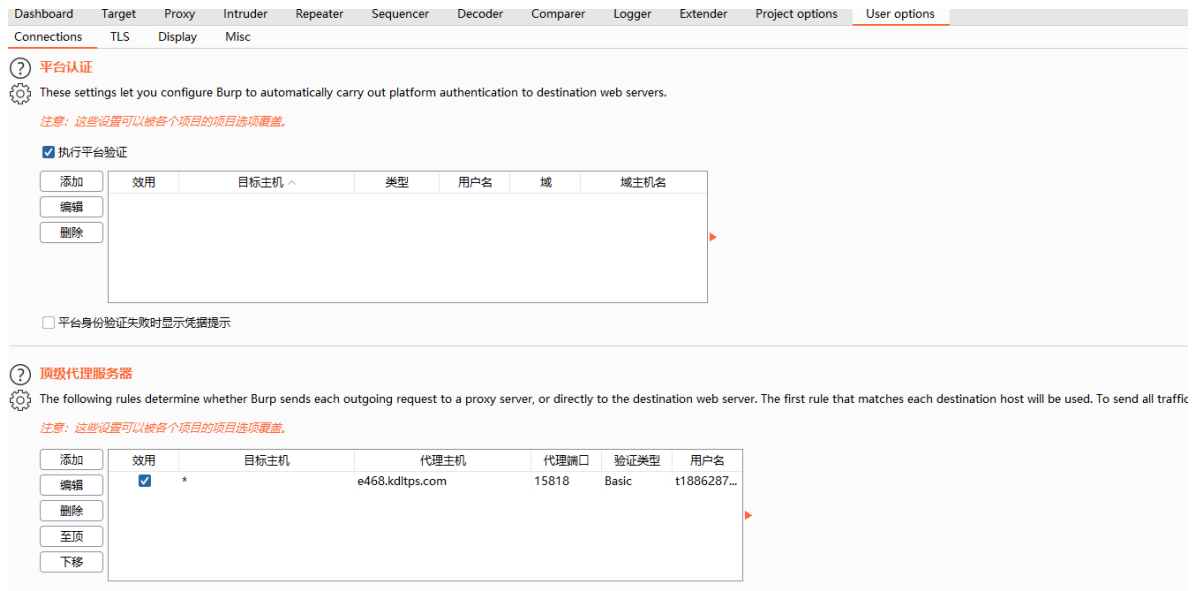 Dashboard Target Proxy Intruder Repeater Sequencer Decoder Comparer Logger Extender Project options User options
Connections TLS Display Misc
平台认证
These settings let you configure Burp to automatically carry out platform authentication to destination web servers.
注意：这些设置可以被各个项目的项目选项覆盖。
执行平台验证
添加 效用 目标主机 类型 用户名 域 域主机名
编辑
删除
平台身份验证失败时显示凭据提示
顶级代理服务器
The following rules determine whether Burp sends each outgoing request to a proxy server, or directly to the destination web server. The first rule that matches each destination host will be used. To send all traffic
注意：这些设置可以被各个项目的项目选项覆盖。
添加 效用 目标主机 代理主机 代理端口 验证类型 用户名
编辑 * e468.kdltps.com 15818 Basic t1886287...
删除
至顶
下移